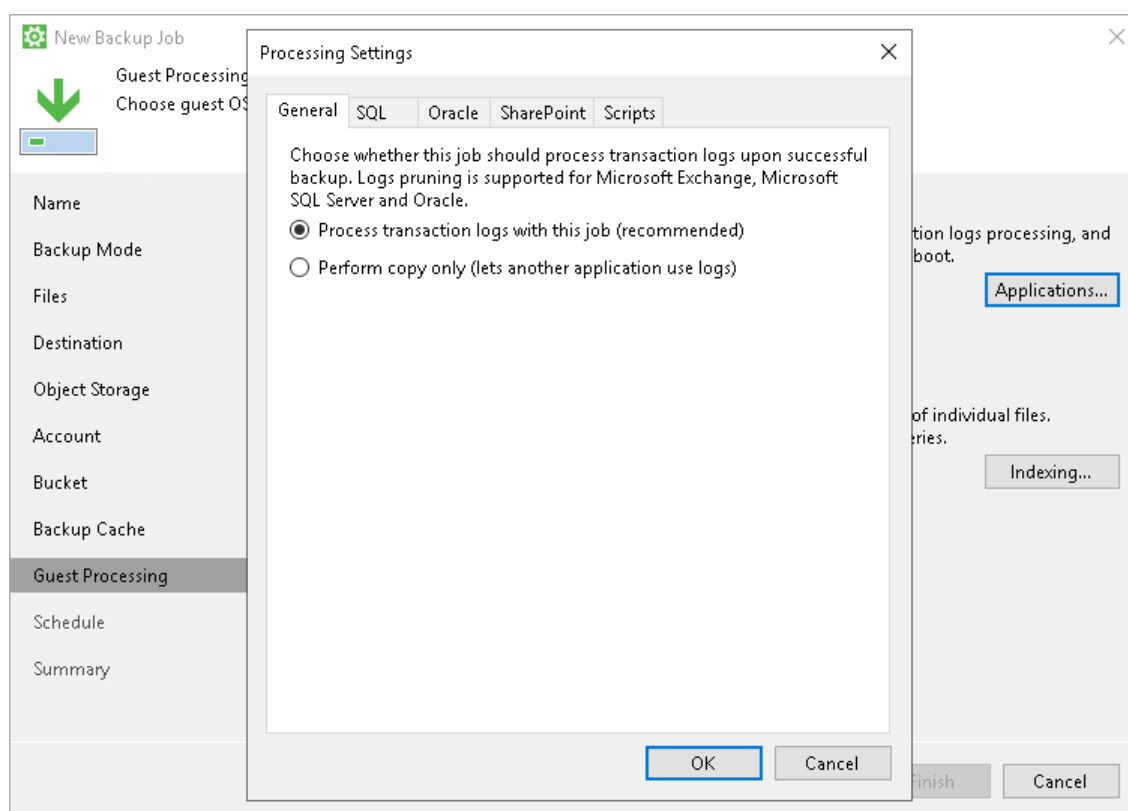 New Backup Job
Guest Processing
Choose guest OS
Name
Backup Mode
Files
Destination
Object Storage
Account
Bucket
Backup Cache
Guest Processing
Schedule
Summary
Processing Settings
General SQL Oracle SharePoint Scripts
Choose whether this job should process transaction logs upon successful
backup. Logs pruning is supported for Microsoft Exchange, Microsoft
SQL Server and Oracle.
Process transaction logs with this job (recommended)
Perform copy only (lets another application use logs)
OK Cancel
tion logs processing, and
boot.
Applications...
of individual files.
eries.
Indexing...
Finish Cancel